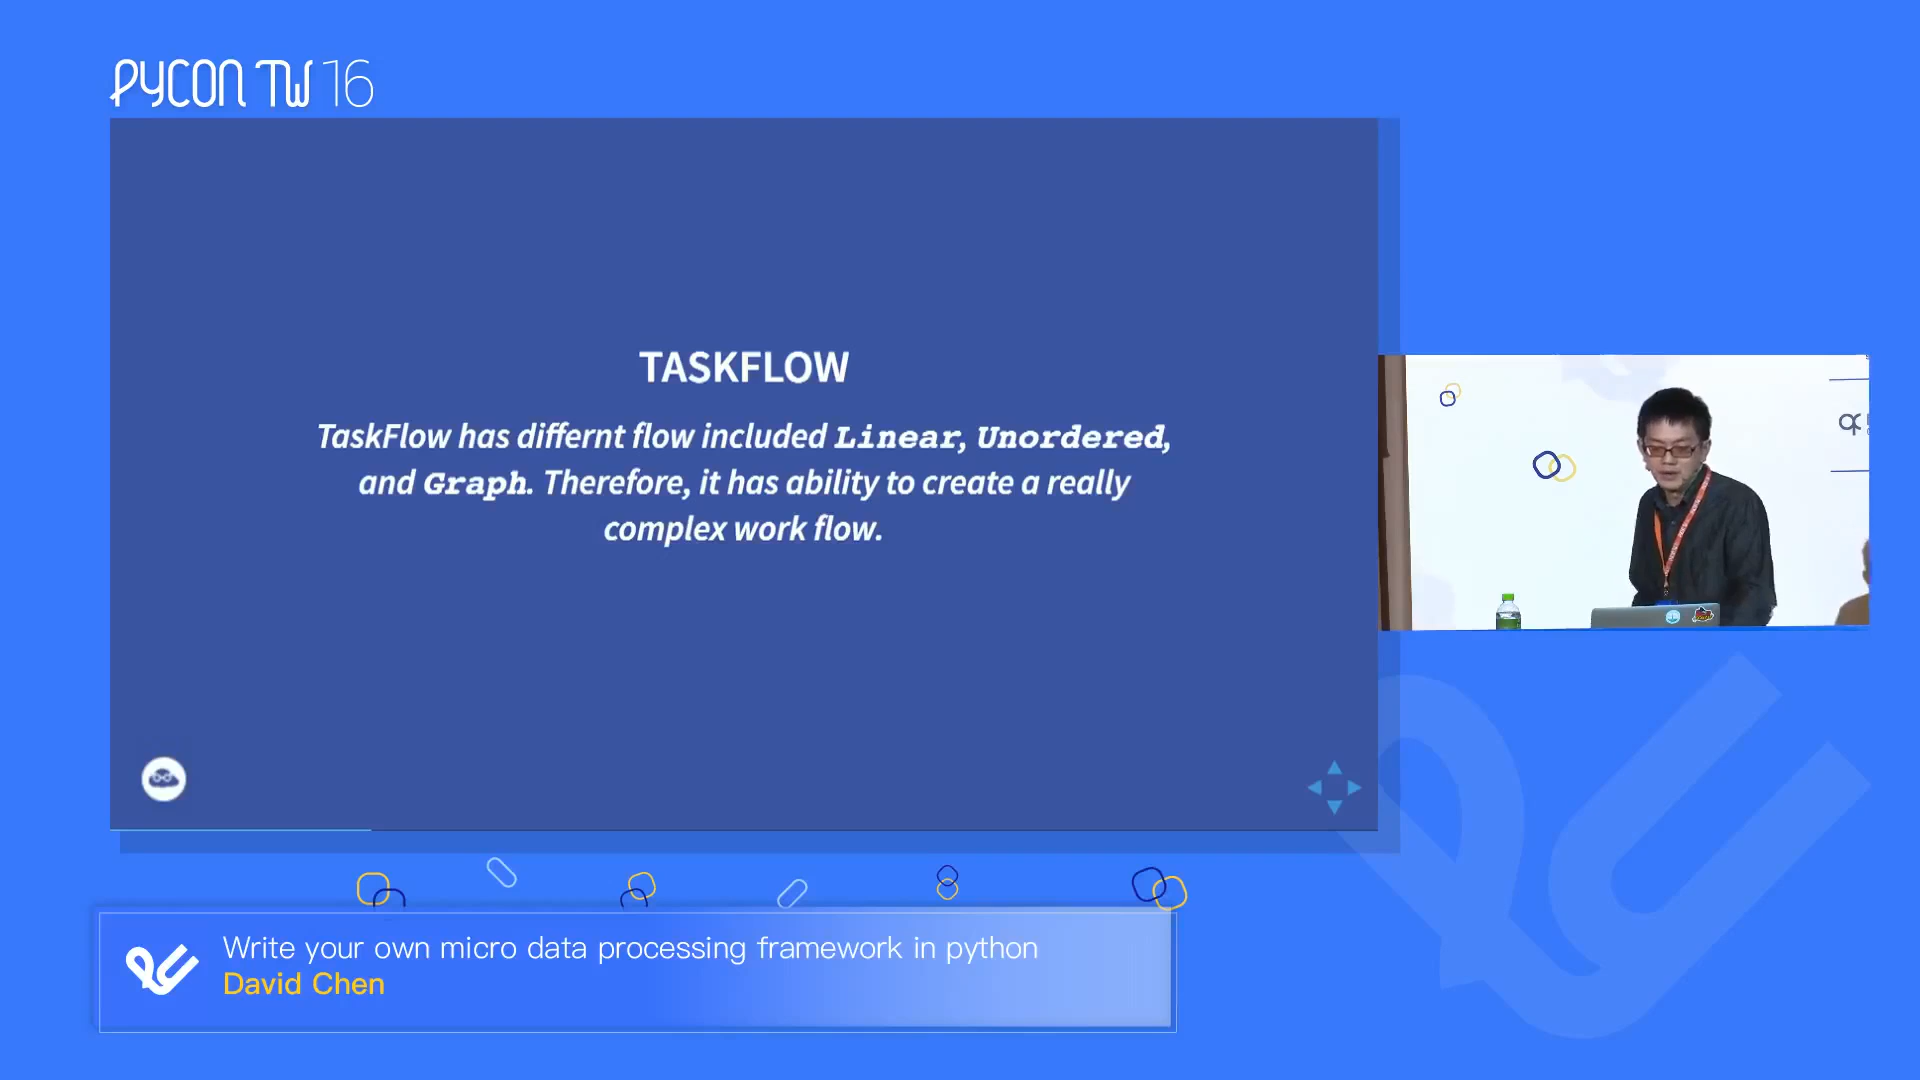 PYCON TW 16
TASKFLOW
TaskFlow has differnt flow included Linear, Unordered,
and Graph. Therefore, it has ability to create a really
complex work flow.
Write your own micro data processing framework in python
David Chen